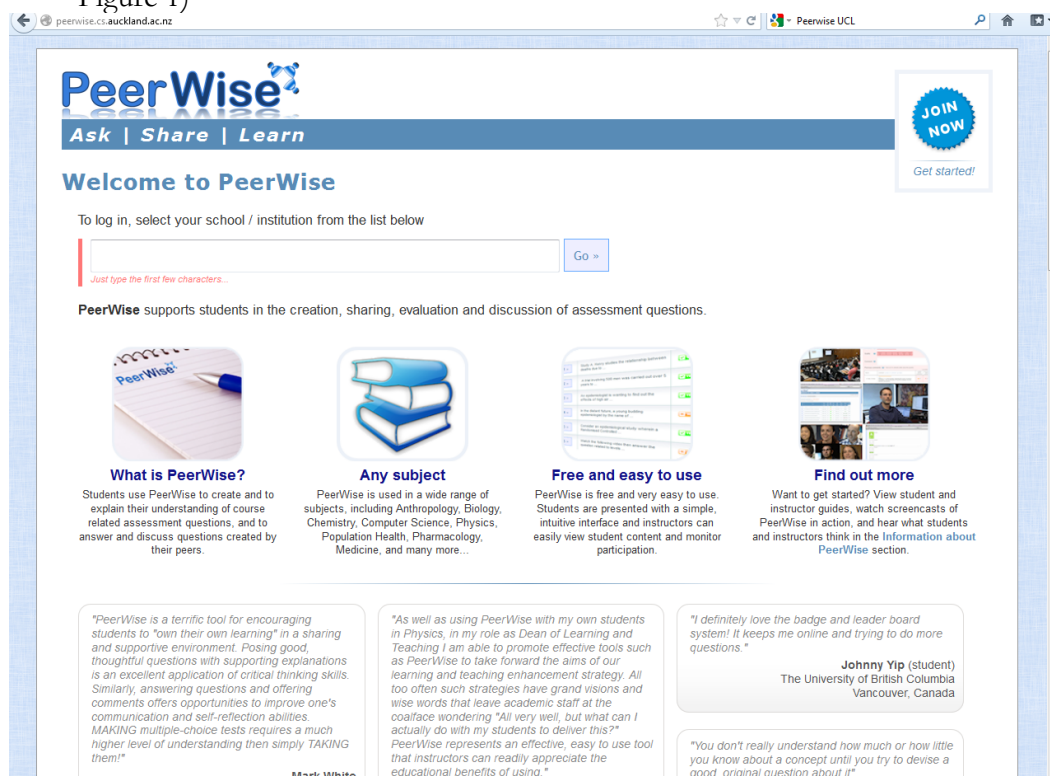 Figure 1)
peerwise.cs.auckland.ac.nz
Peerwise UCL
PeerWise
Ask | Share | Learn
JOIN
NOW
Get started!
Welcome to PeerWise
To log in, select your school / institution from the list below
Go »
Just type the first few characters...
PeerWise supports students in the creation, sharing, evaluation and discussion of assessment questions.
PeerWise
What is PeerWise?
Students use PeerWise to create and to
explain their understanding of course
related assessment questions, and to
answer and discuss questions created by
their peers.
Any subject
PeerWise is used in a wide range of
subjects, including Anthropology, Biology,
Chemistry, Computer Science, Physics,
Population Health, Pharmacology,
Medicine, and many more...
Free and easy to use
PeerWise is free and very easy to use.
Students are presented with a simple,
intuitive interface and instructors can
easily view student content and monitor
participation.
Find out more
Want to get started? View student and
instructor guides, watch screencasts of
PeerWise in action, and hear what students
and instructors think in the Information about
PeerWise section.
"PeerWise is a terrific tool for encouraging
students to "own their own learning" in a sharing
and supportive environment. Posing good,
thoughtful questions with supporting explanations
is an excellent application of critical thinking skills.
Similarly, answering questions and offering
comments offers opportunities to improve one's
communication and self-reflection abilities.
MAKING multiple-choice tests requires a much
higher level of understanding then simply TAKING
them!"
Mark White
"As well as using PeerWise with my own students
in Physics, in my role as Dean of Learning and
Teaching I am able to promote effective tools such
as PeerWise to take forward the aims of our
learning and teaching enhancement strategy. All
too often such strategies have grand visions and
wise words that leave academic staff at the
coalface wondering "All very well, but what can I
actually do with my students to deliver this?"
PeerWise represents an effective, easy to use tool
that instructors can readily appreciate the
educational benefits of using."
"I definitely love the badge and leader board
system! It keeps me online and trying to do more
questions."
Johnny Yip (student)
The University of British Columbia
Vancouver, Canada
"You don't really understand how much or how little
you know about a concept until you try to devise a
good, original question about it"